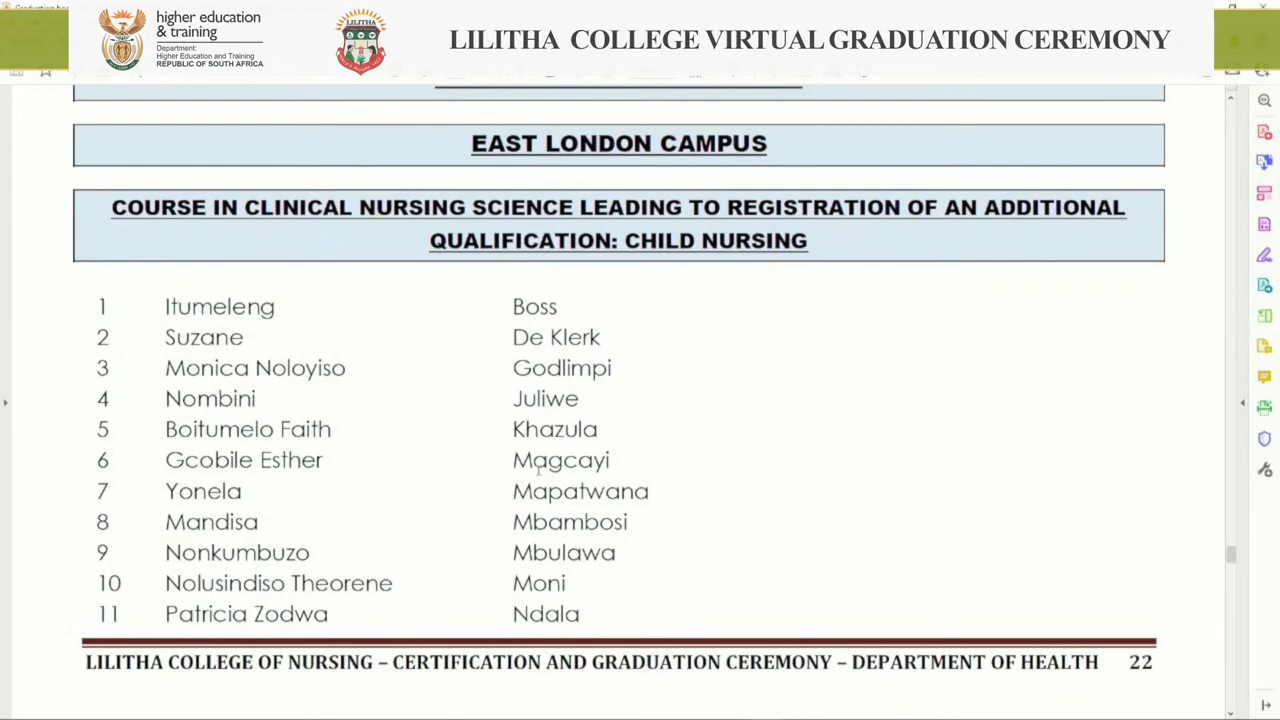 higher education
& training
Department:
Higher Education and Training
REPUBLIC OF SOUTH AFRICA
LILITHA
LILITHA COLLEGE VIRTUAL GRADUATION CEREMONY
EAST LONDON CAMPUS
COURSE IN CLINICAL NURSING SCIENCE LEADING TO REGISTRATION OF AN ADDITIONAL
QUALIFICATION: CHILD NURSING
1 Itumeleng Boss
2 Suzane De Klerk
3 Monica Noloyiso Godlimpi
4 Nombini Juliwe
5 Boitumelo Faith Khazula
6 Gcobile Esther Magcayi
7 Yonela Mapatwana
8 Mandisa Mbambosi
9 Nonkumbuzo Mbulawa
10 Nolusindiso Theorene Moni
11 Patricia Zodwa Ndala
LILITHA COLLEGE OF NURSING – CERTIFICATION AND GRADUATION CEREMONY – DEPARTMENT OF HEALTH 22